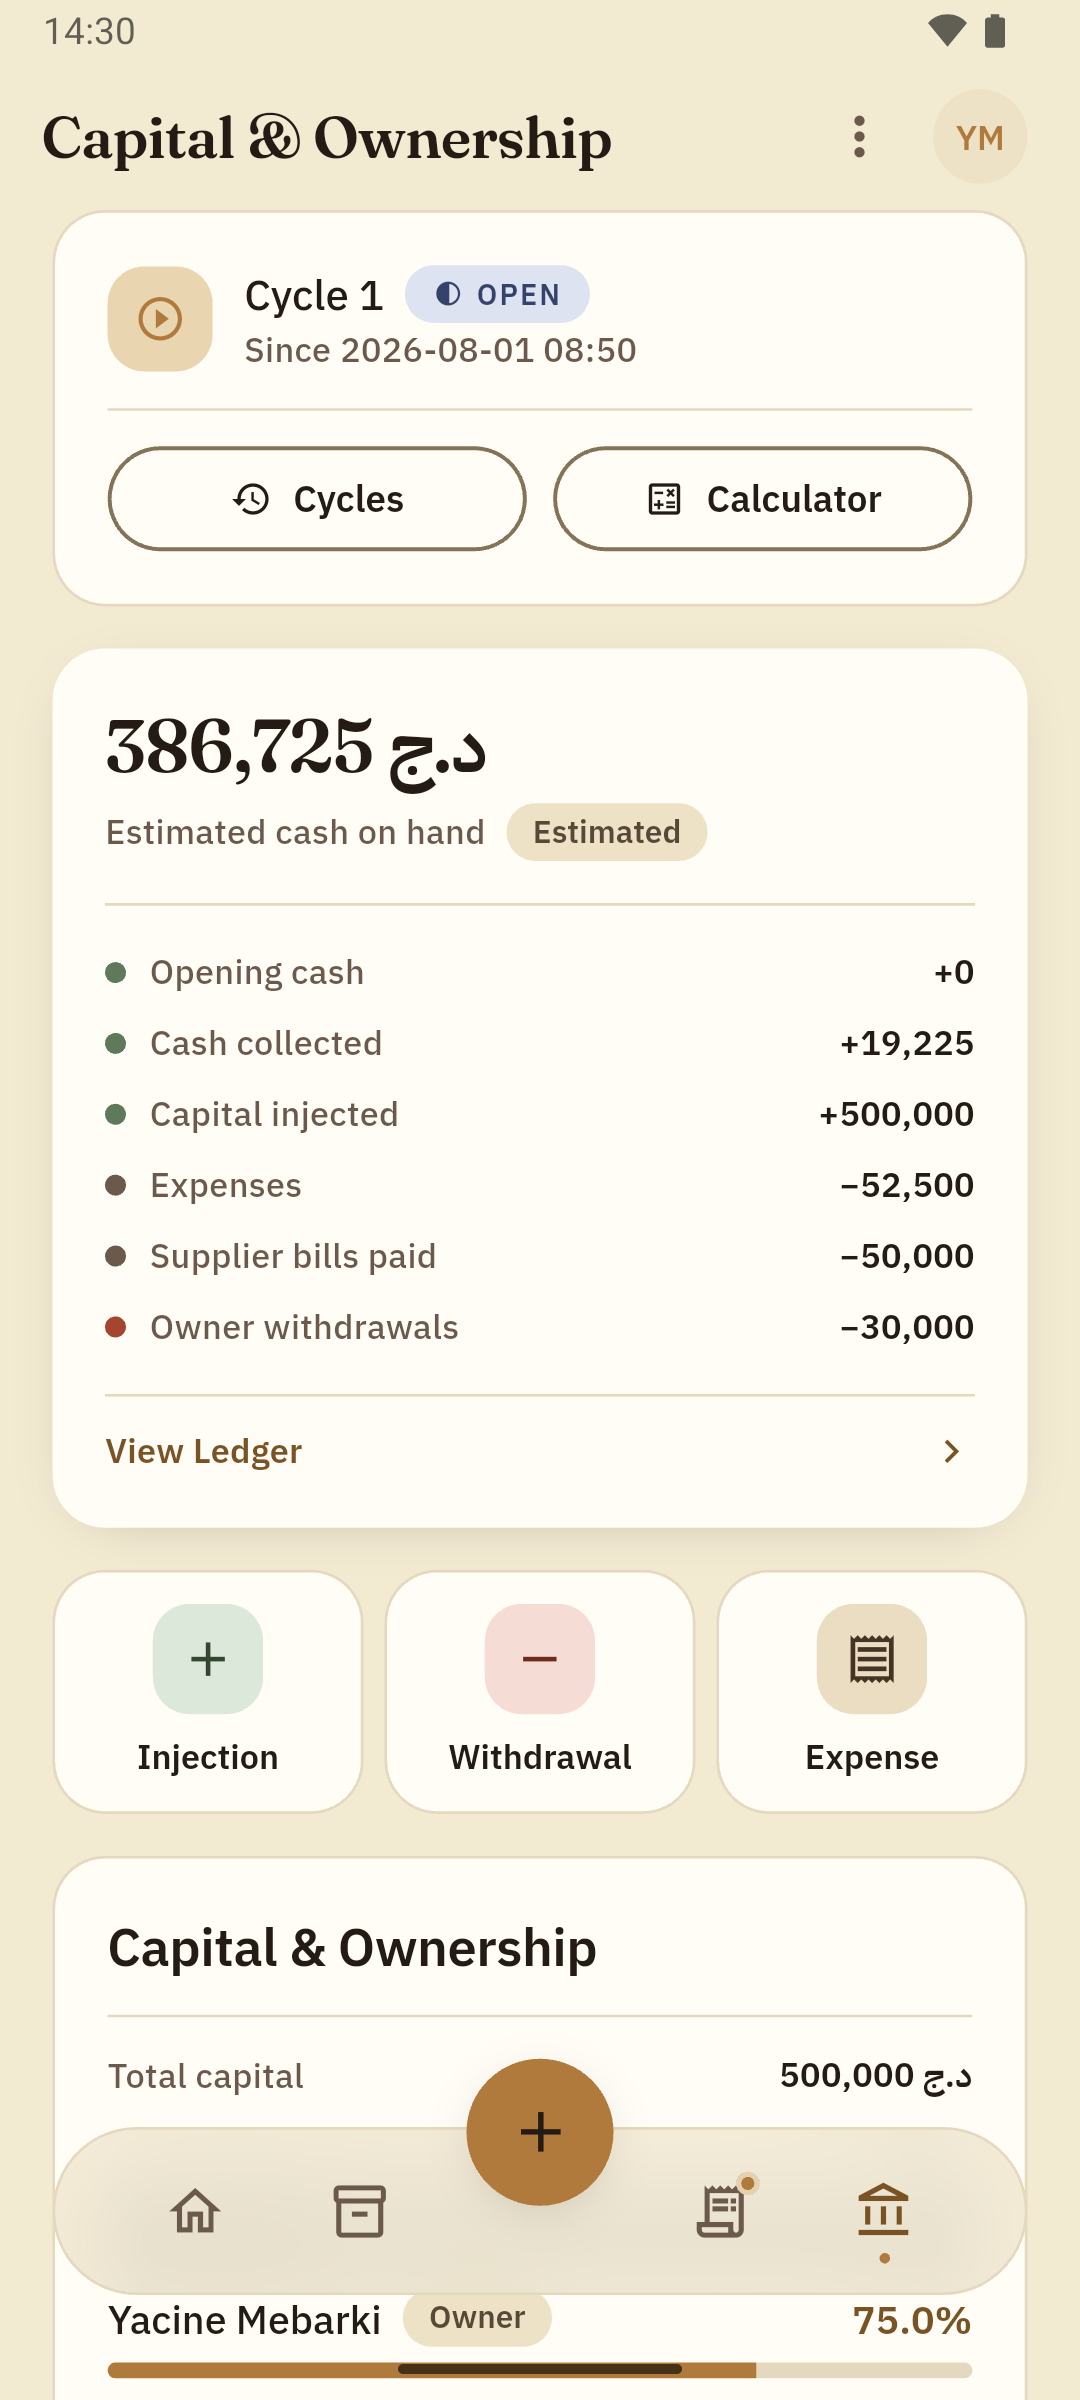 14:30
Capital & Ownership
YM
Cycle 1
OPEN
Since 2026-08-01 08:50
Cycles
Calculator
386,725 د.ج
Estimated cash on hand
Estimated
Opening cash +0
Cash collected +19,225
Capital injected +500,000
Expenses −52,500
Supplier bills paid −50,000
Owner withdrawals −30,000
View Ledger
Injection
Withdrawal
Expense
Capital & Ownership
Total capital 500,000 د.ج
Yacine Mebarki Owner 75.0%